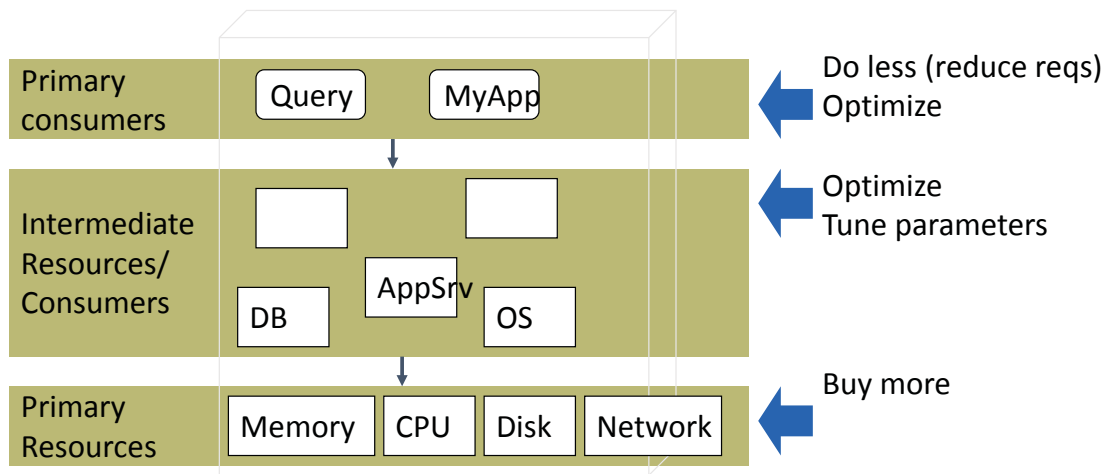 Primary
consumers
Query
MyApp
Do less (reduce reqs)
Optimize
Intermediate
Resources/
Consumers
AppSrv
DB
OS
Optimize
Tune parameters
Primary
Resources
Memory
CPU
Disk
Network
Buy more